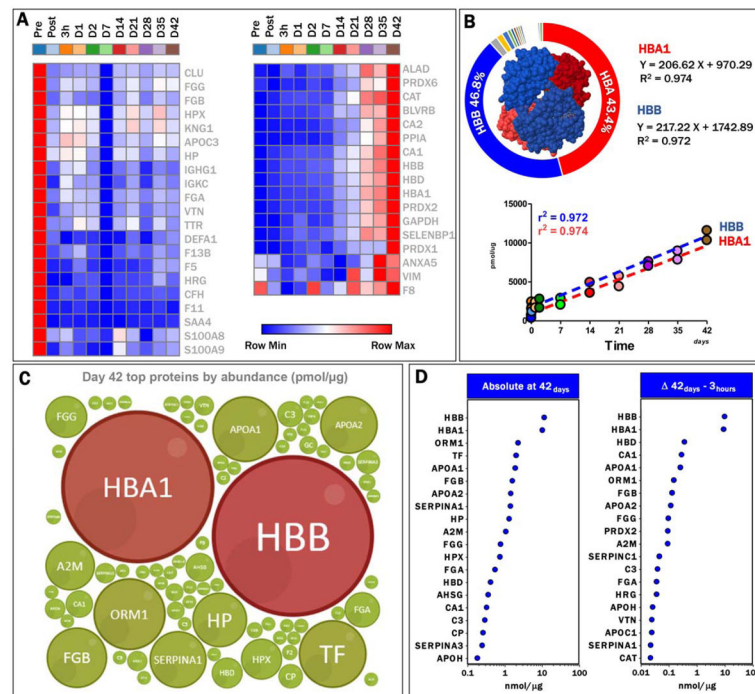 A
Pre Post 3h D1 D2 D7 D14 D21 D28 D35 D42
CLU
FGG
FGB
HPX
KNG1
APOC3
HP
IGHG1
IGKC
FGA
VTN
TTR
DEFA1
F13B
F5
HRG
CFH
F11
SAA4
S100A8
S100A9
Pre Post 3h D1 D2 D7 D14 D21 D28 D35 D42
ALAD
PRDX6
CAT
BLVRB
CA2
PPIA
CA1
HBB
HBD
HBA1
PRDX2
GAPDH
SELENBP1
PRDX1
ANXA5
VIM
F8
Row Min Row Max
B
HBB 46.8%
HBA 43.4%
HBA1
Y = 206.62 X + 970.29
R² = 0.974
HBB
Y = 217.22 X + 1742.89
R² = 0.972
r² = 0.972
r² = 0.974
HBB
HBA1
15000
10000
5000
0
pmol/ug
0 7 14 21 28 35 42
Time
days
C
Day 42 top proteins by abundance (pmol/µg)
FGG
VTN
APOA1
C3
APOA2
GC
SERPINA3
HBA1
HBB
A2M
AHSG
CA1
ORM1
HP
FGA
FGB
SERPINA1
HBD
HPX
F2
CP
TF
D
Absolute at 42days
HBB
HBA1
ORM1
TF
APOA1
FGB
APOA2
SERPINA1
HP
A2M
FGG
HPX
FGA
HBD
AHSG
CA1
C3
CP
SERPINA3
APOH
0.1 1 10 100
nmol/µg
Δ 42days - 3hours
HBB
HBA1
HBD
CA1
APOA1
ORM1
FGB
APOA2
FGG
PRDX2
A2M
SERPINC1
C3
FGA
HRG
APOH
VTN
APOC1
SERPINA1
CAT
0.01 0.1 1 10 100
nmol/µg